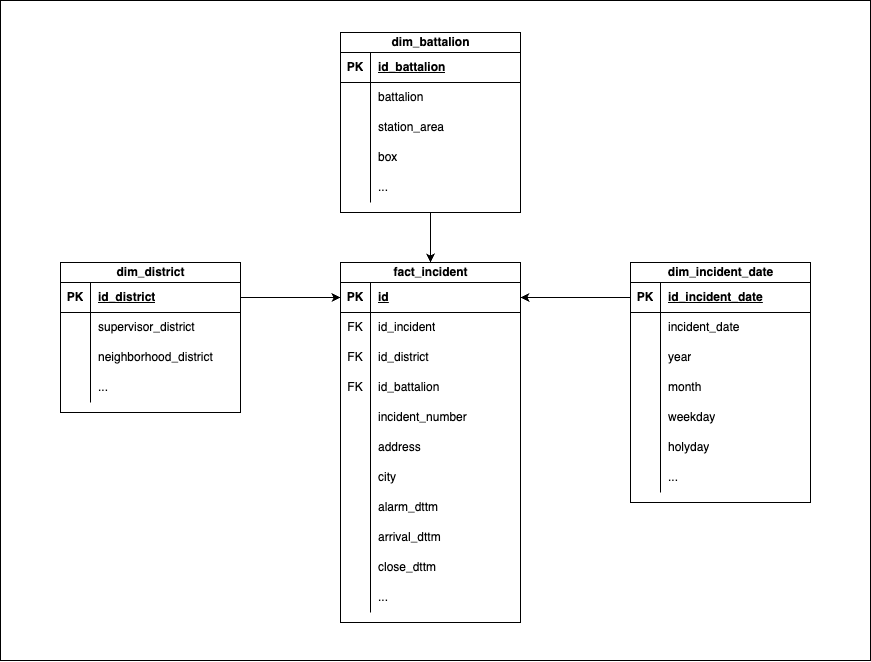 dim_battalion
PK id_battalion
battalion
station_area
box
...
dim_district
PK id_district
supervisor_district
neighborhood_district
...
fact_incident
PK id
FK id_incident
FK id_district
FK id_battalion
incident_number
address
city
alarm_dttm
arrival_dttm
close_dttm
...
dim_incident_date
PK id_incident_date
incident_date
year
month
weekday
holyday
...